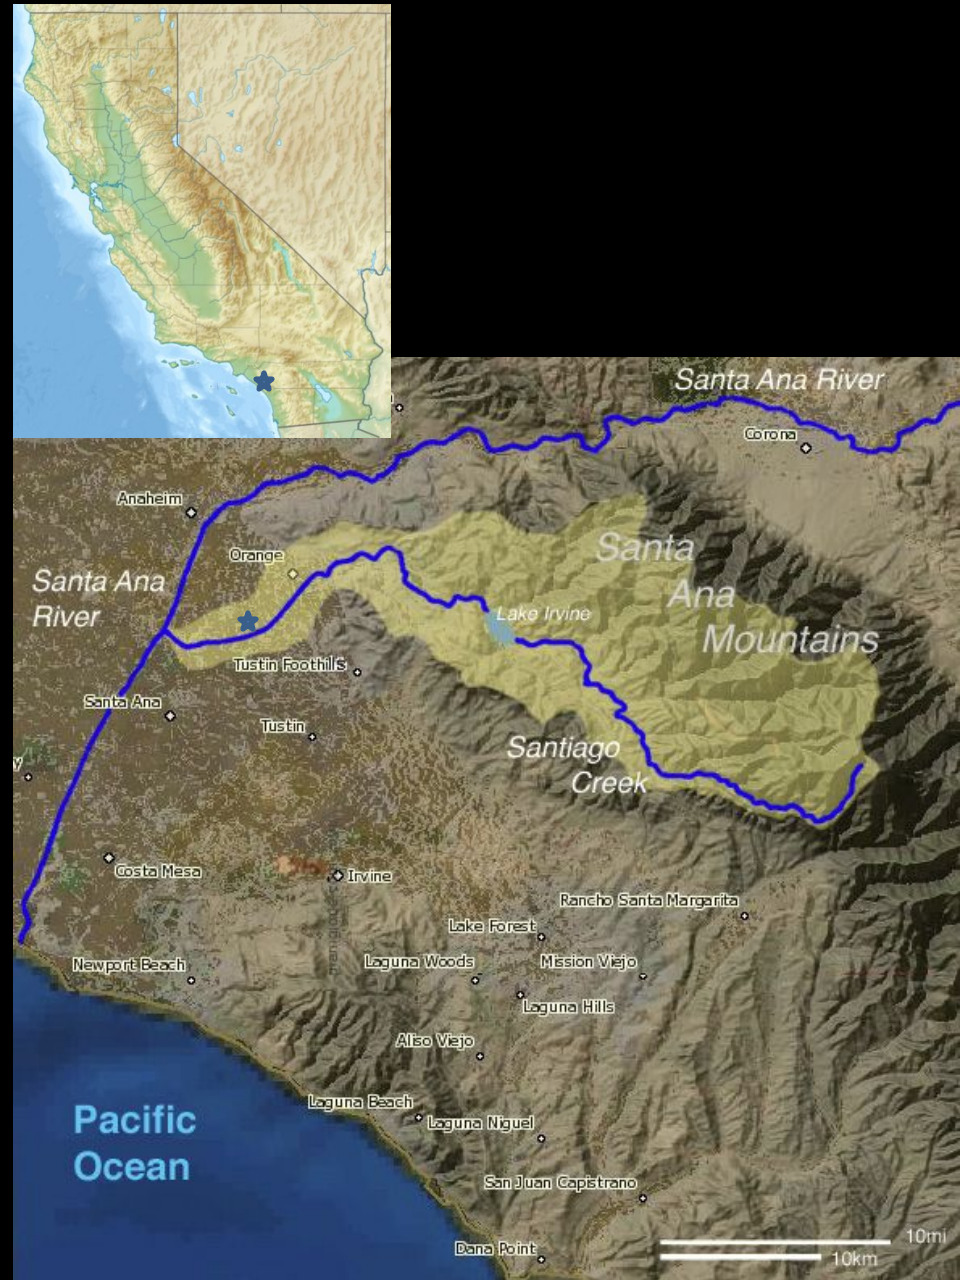 Santa Ana River
Corona
Anaheim
Orange
Santa Ana
River
Santa
Ana
Mountains
Lake Irvine
Tustin Foothills
Santa Ana
Tustin
Santiago
Creek
y
Costa Mesa
Irvine
Rancho Santa Margarita
Lake Forest
Newport Beach
Laguna Woods
Mission Viejo
Laguna Hills
Aliso Viejo
Laguna Beach
Laguna Niguel
Pacific
Ocean
San Juan Capistrano
10mi
10km
Dana Point